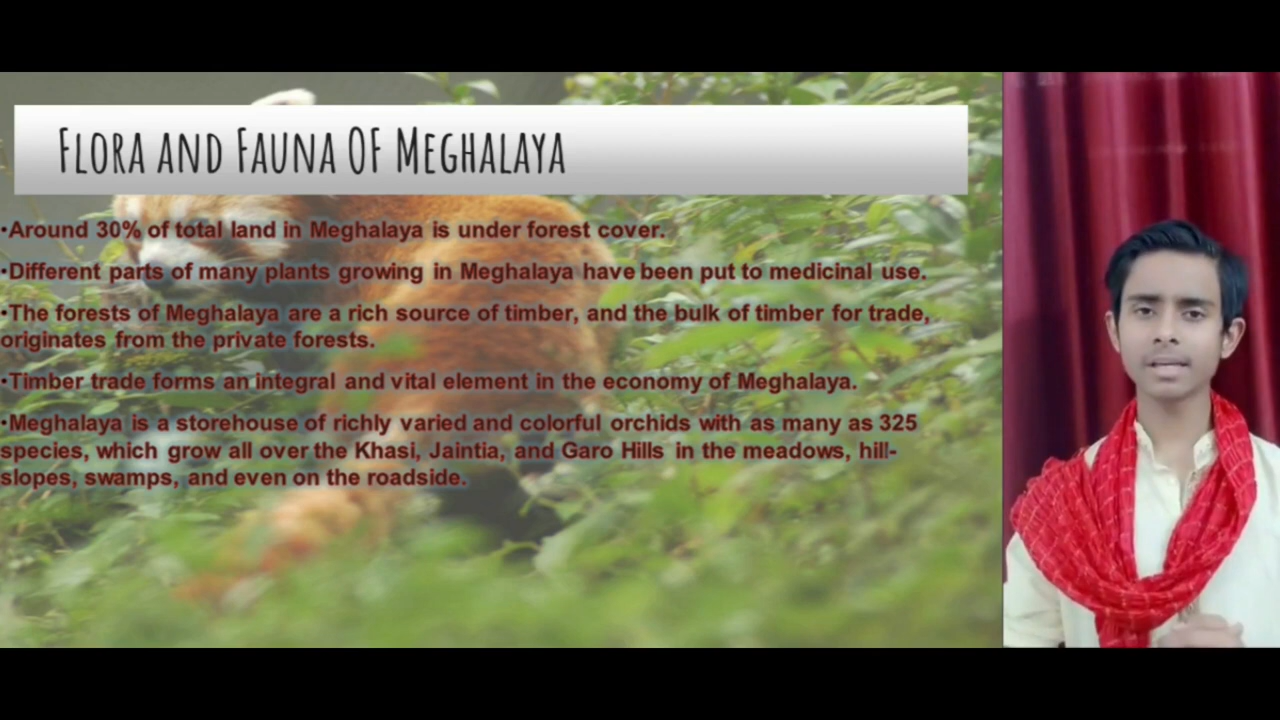 FLORA AND FAUNA OF MEGHALAYA
•Around 30% of total land in Meghalaya is under forest cover.
•Different parts of many plants growing in Meghalaya have been put to medicinal use.
•The forests of Meghalaya are a rich source of timber, and the bulk of timber for trade,
originates from the private forests.
•Timber trade forms an integral and vital element in the economy of Meghalaya.
•Meghalaya is a storehouse of richly varied and colorful orchids with as many as 325
species, which grow all over the Khasi, Jaintia, and Garo Hills in the meadows, hill-
slopes, swamps, and even on the roadside.